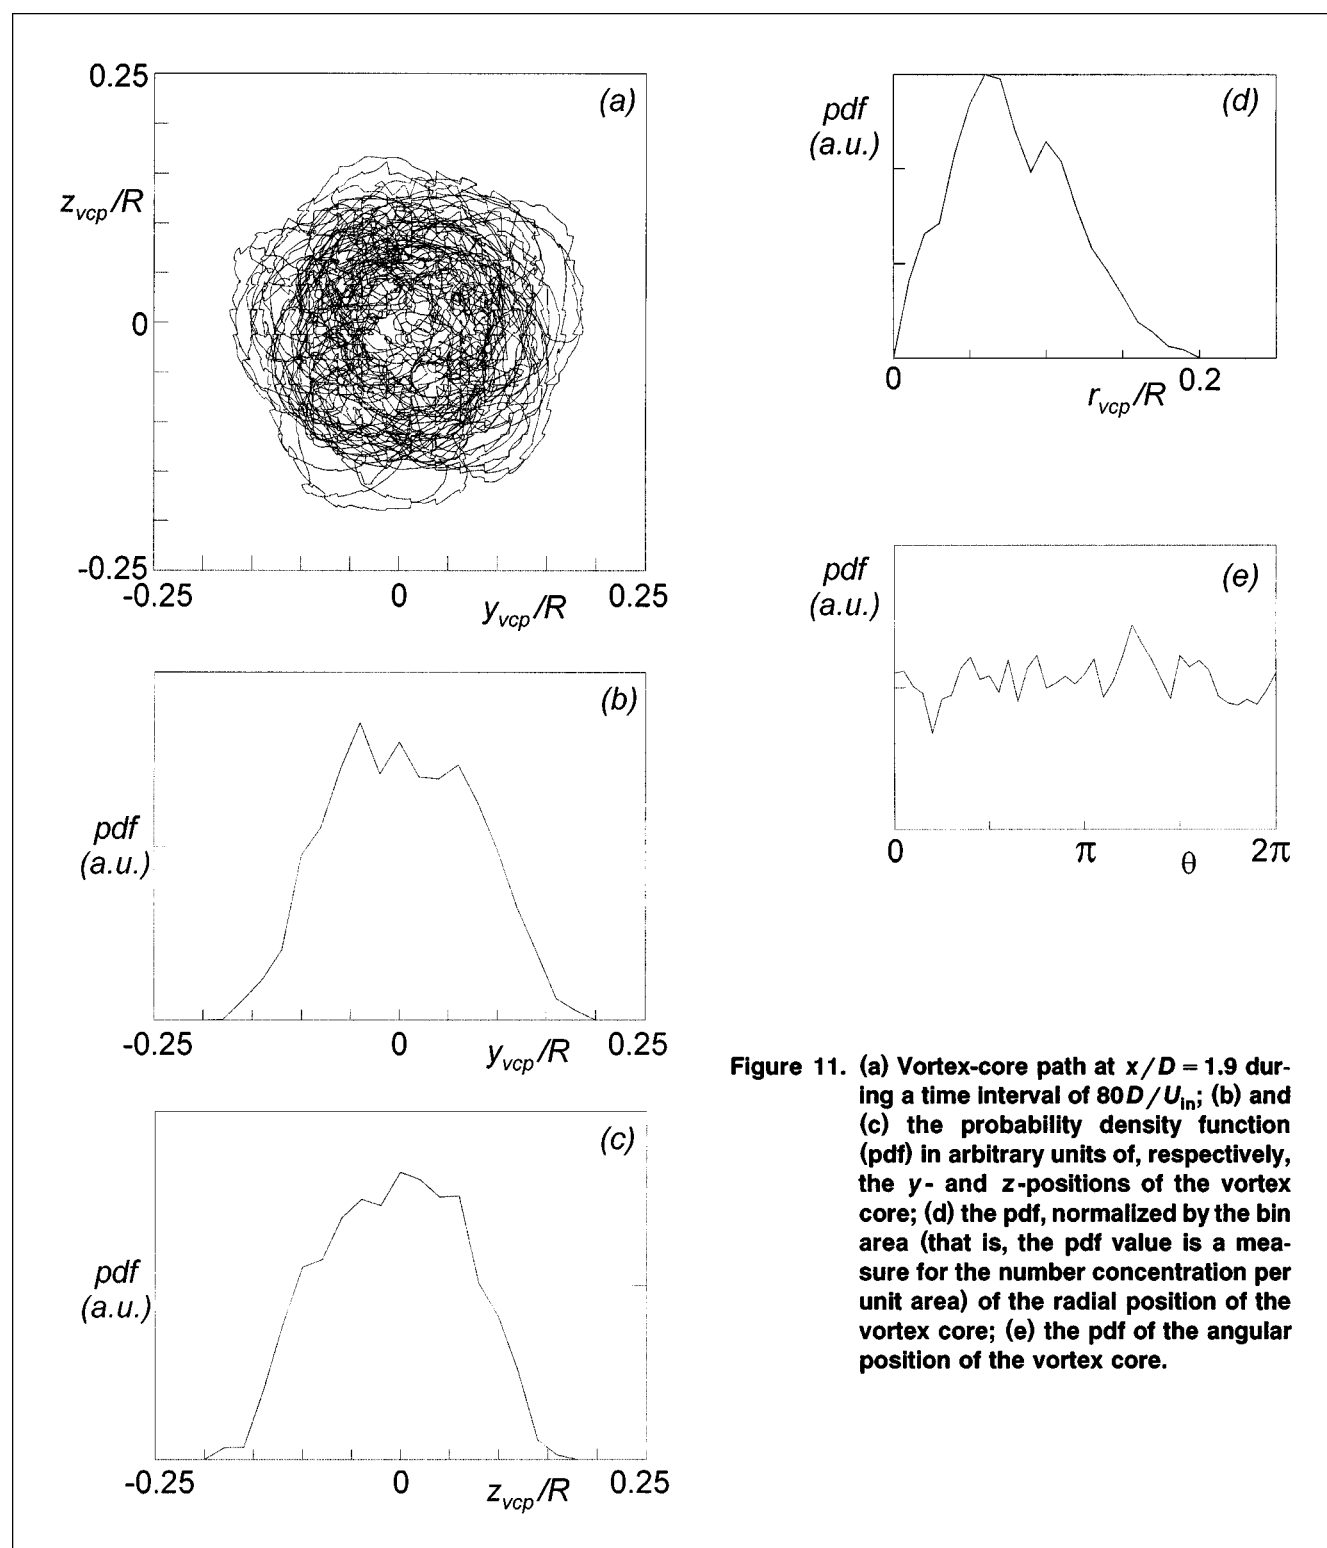 0.25
(a)
z_vcp/R
0
-0.25
-0.25 0 0.25
y_vcp/R
(b)
pdf
(a.u.)
-0.25 0 0.25
y_vcp/R
(c)
pdf
(a.u.)
-0.25 0 0.25
z_vcp/R
pdf
(a.u.)
(d)
0 0.2
r_vcp/R
pdf
(a.u.)
(e)
0 π 2π
θ
Figure 11. (a) Vortex-core path at x/D = 1.9 dur-
ing a time interval of 80D/U_in; (b) and
(c) the probability density function
(pdf) in arbitrary units of, respectively,
the y- and z-positions of the vortex
core; (d) the pdf, normalized by the bin
area (that is, the pdf value is a mea-
sure for the number concentration per
unit area) of the radial position of the
vortex core; (e) the pdf of the angular
position of the vortex core.